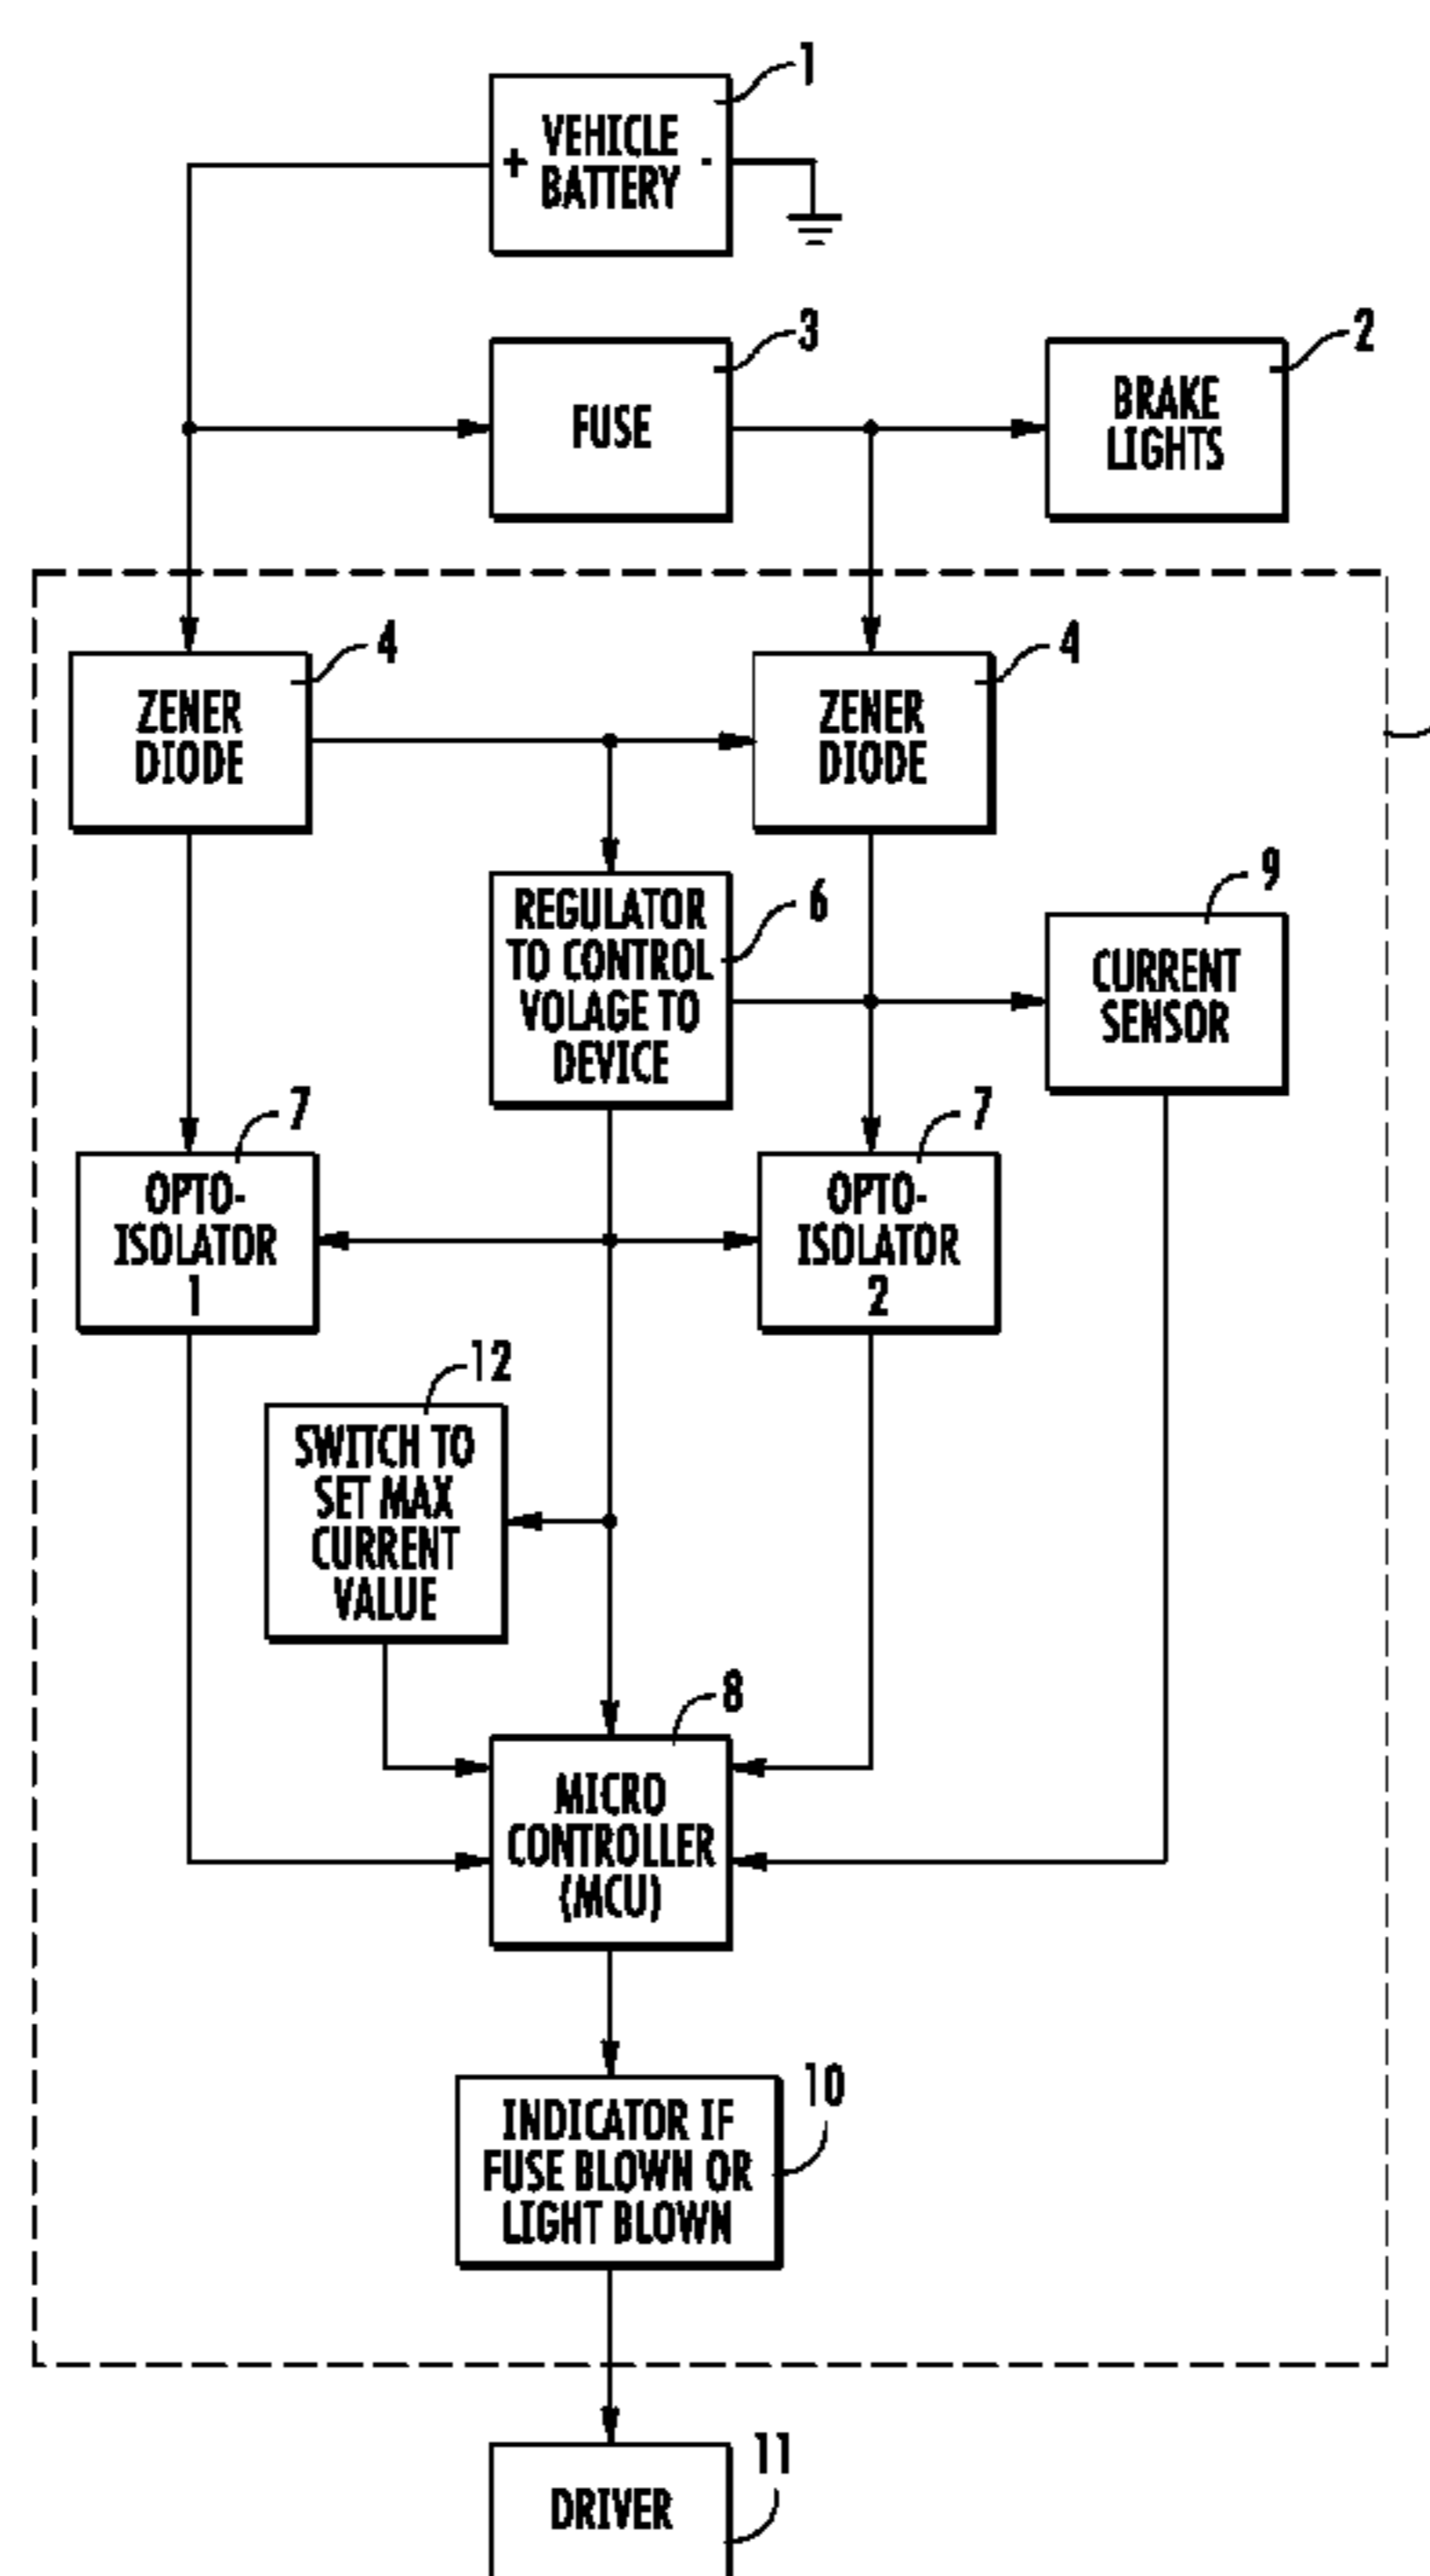 1
+ VEHICLE -
BATTERY
3
FUSE
2
BRAKE
LIGHTS
4
ZENER
DIODE
4
ZENER
DIODE
6
REGULATOR
TO CONTROL
VOLAGE TO
DEVICE
9
CURRENT
SENSOR
7
OPTO-
ISOLATOR
1
7
OPTO-
ISOLATOR
2
12
SWITCH TO
SET MAX
CURRENT
VALUE
8
MICRO
CONTROLLER
(MCU)
10
INDICATOR IF
FUSE BLOWN OR
LIGHT BLOWN
11
DRIVER